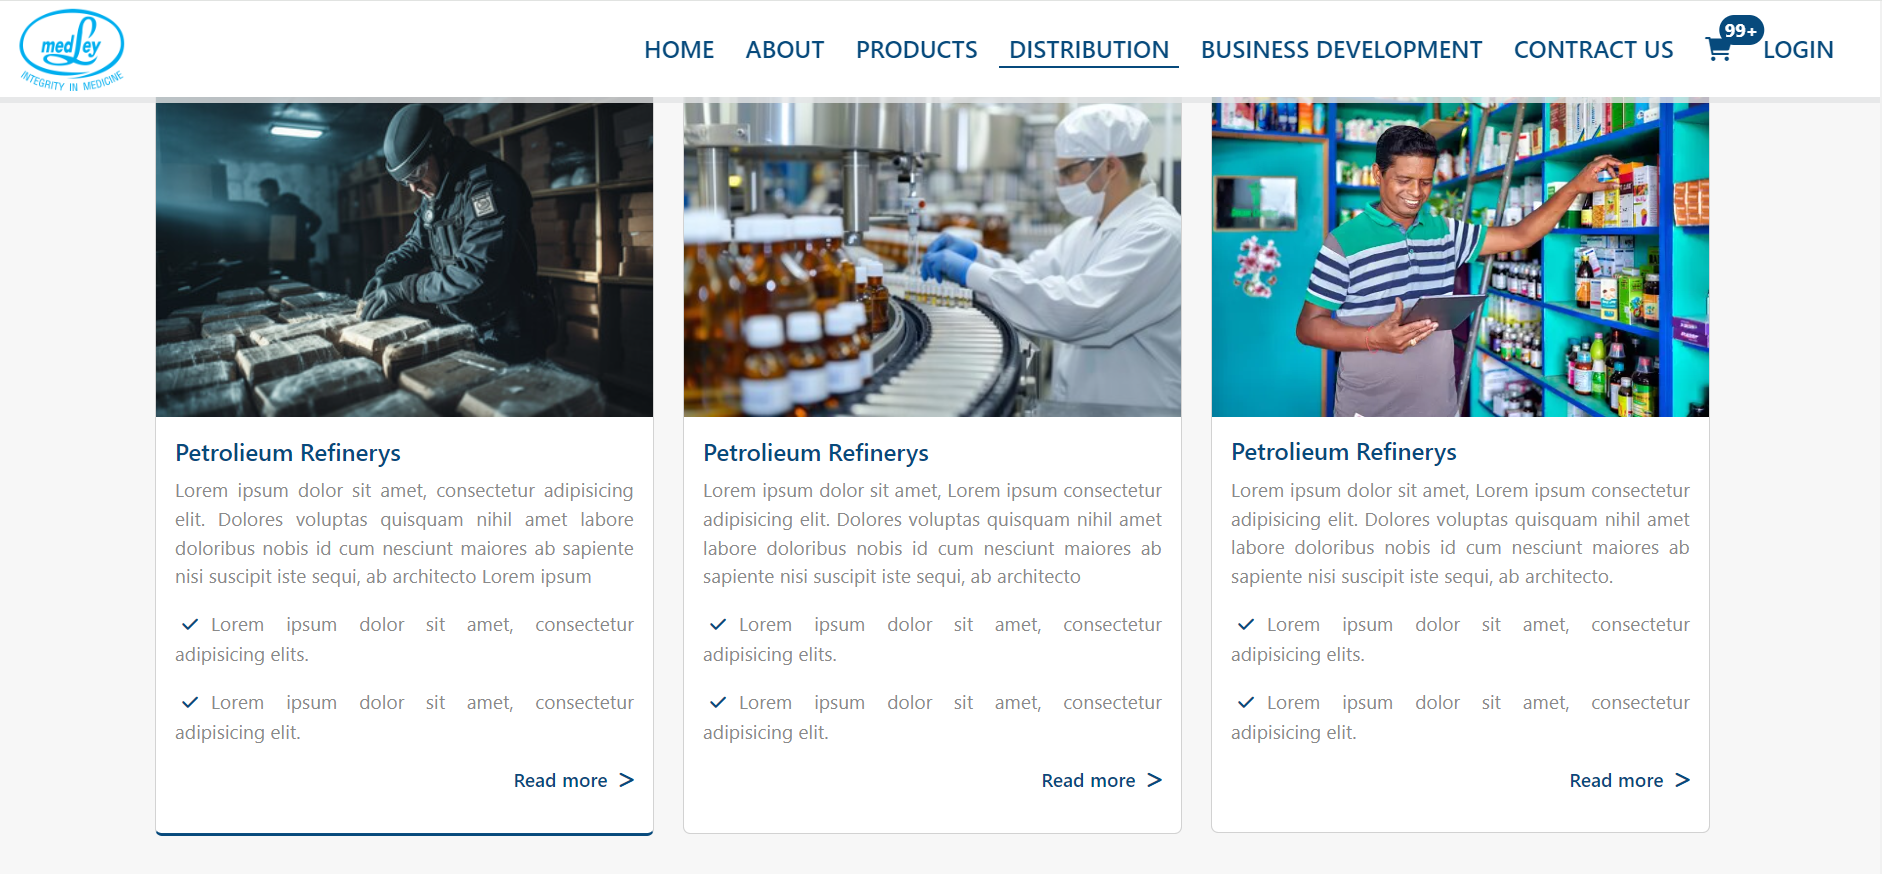 medley
INTEGRITY IN MEDICINE
HOME ABOUT PRODUCTS DISTRIBUTION BUSINESS DEVELOPMENT CONTRACT US 99+ LOGIN
Petrolieum Refinerys
Lorem ipsum dolor sit amet, consectetur adipisicing
elit. Dolores voluptas quisquam nihil amet labore
doloribus nobis id cum nesciunt maiores ab sapiente
nisi suscipit iste sequi, ab architecto Lorem ipsum
✓ Lorem ipsum dolor sit amet, consectetur
adipisicing elits.
✓ Lorem ipsum dolor sit amet, consectetur
adipisicing elit.
Read more >
Petrolieum Refinerys
Lorem ipsum dolor sit amet, Lorem ipsum consectetur
adipisicing elit. Dolores voluptas quisquam nihil amet
labore doloribus nobis id cum nesciunt maiores ab
sapiente nisi suscipit iste sequi, ab architecto
✓ Lorem ipsum dolor sit amet, consectetur
adipisicing elits.
✓ Lorem ipsum dolor sit amet, consectetur
adipisicing elit.
Read more >
Petrolieum Refinerys
Lorem ipsum dolor sit amet, Lorem ipsum consectetur
adipisicing elit. Dolores voluptas quisquam nihil amet
labore doloribus nobis id cum nesciunt maiores ab
sapiente nisi suscipit iste sequi, ab architecto.
✓ Lorem ipsum dolor sit amet, consectetur
adipisicing elits.
✓ Lorem ipsum dolor sit amet, consectetur
adipisicing elit.
Read more >